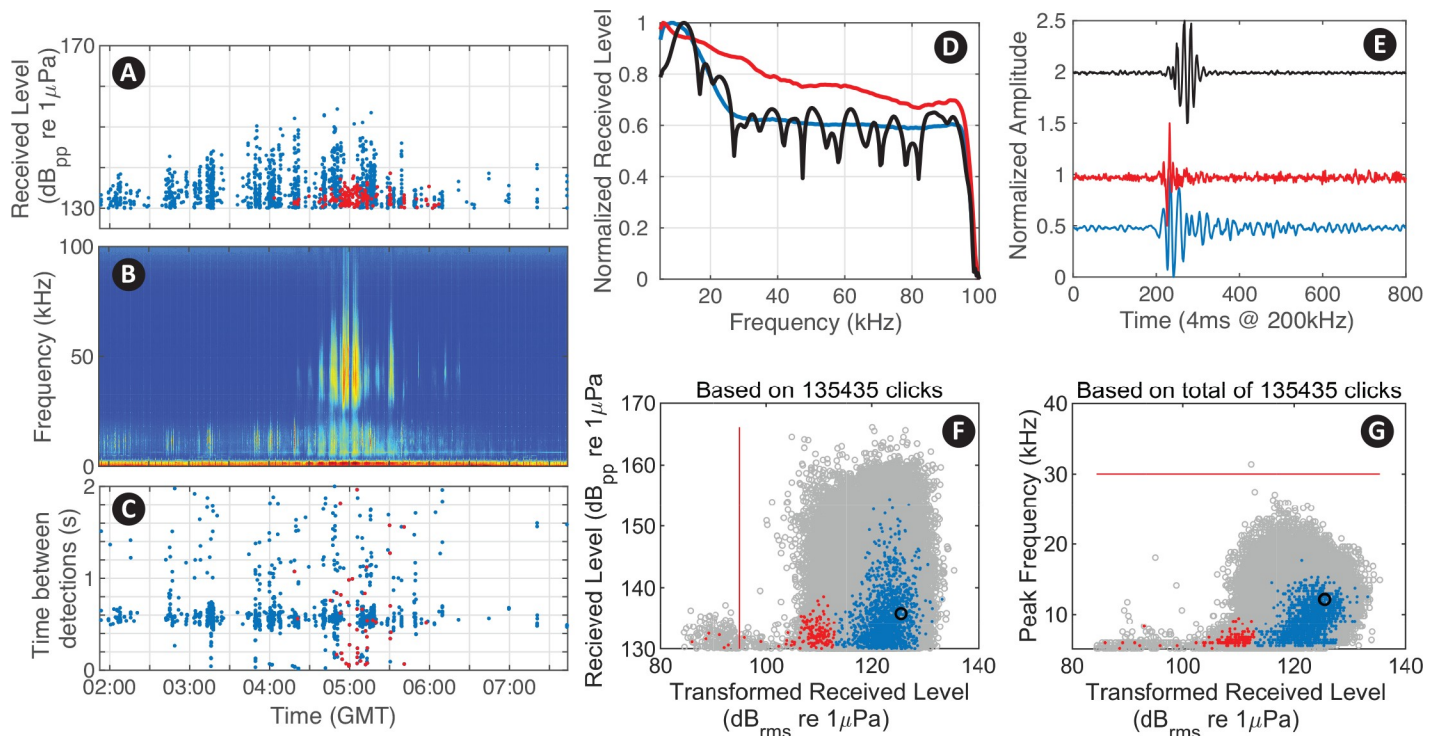 A
170
130
Received Level
(dBpp re 1μPa)
B
100
50
0
Frequency (kHz)
C
2
1
0
Time between
detections (s)
02:00 03:00 04:00 05:00 06:00 07:00
Time (GMT)
D
1
0.8
0.6
0.4
0.2
0
Normalized Received Level
20 40 60 80 100
Frequency (kHz)
E
2.5
2
1.5
1
0.5
0
Normalized Amplitude
0 200 400 600 800
Time (4ms @ 200kHz)
Based on 135435 clicks
F
170
160
150
140
130
Recieved Level (dBpp re 1μPa
80 100 120 140
Transformed Received Level
(dBrms re 1μPa)
Based on total of 135435 clicks
G
40
30
20
10
Peak Frequency (kHz)
80 100 120 140
Transformed Received Level
(dBrms re 1μPa)